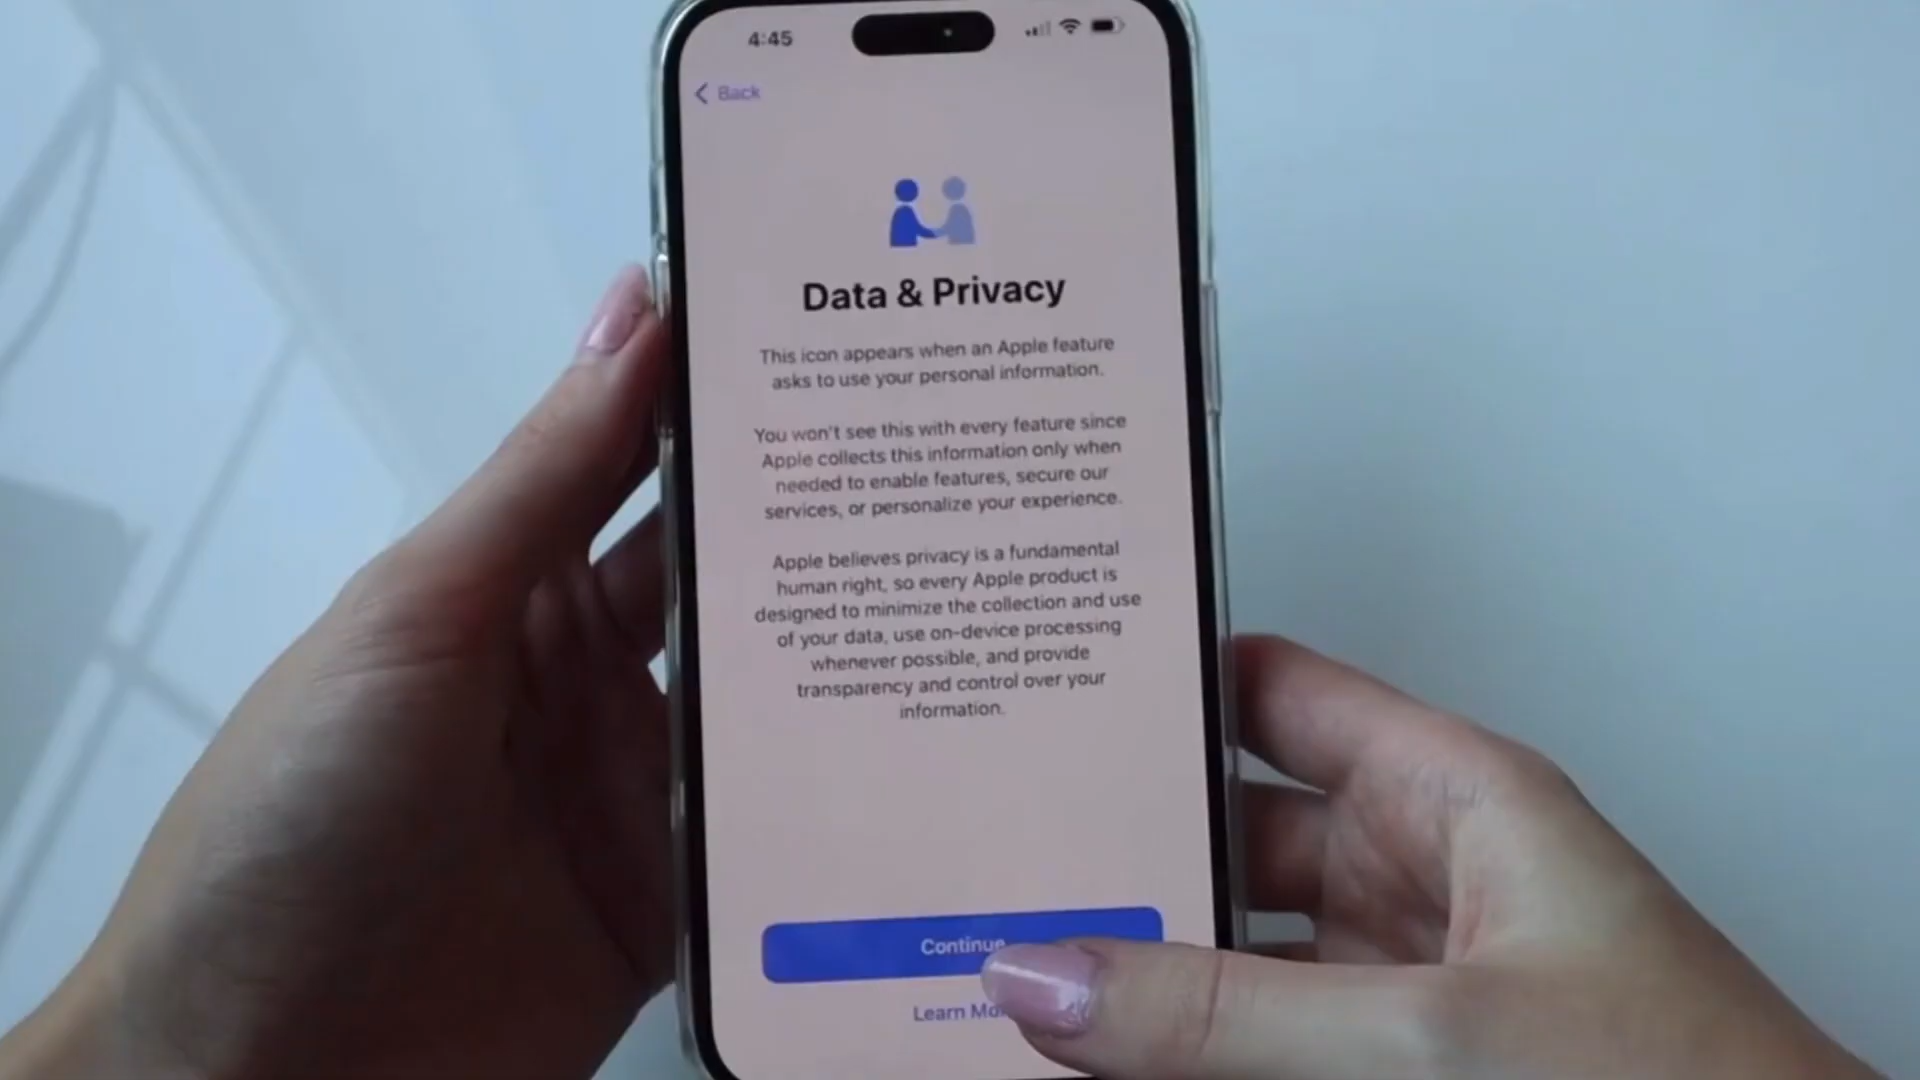 4:45
Back
Data & Privacy
This icon appears when an Apple feature
asks to use your personal information.
You won't see this with every feature since
Apple collects this information only when
needed to enable features, secure our
services, or personalize your experience.
Apple believes privacy is a fundamental
human right, so every Apple product is
designed to minimize the collection and use
of your data, use on-device processing
whenever possible, and provide
transparency and control over your
information.
Continue
Learn Mo